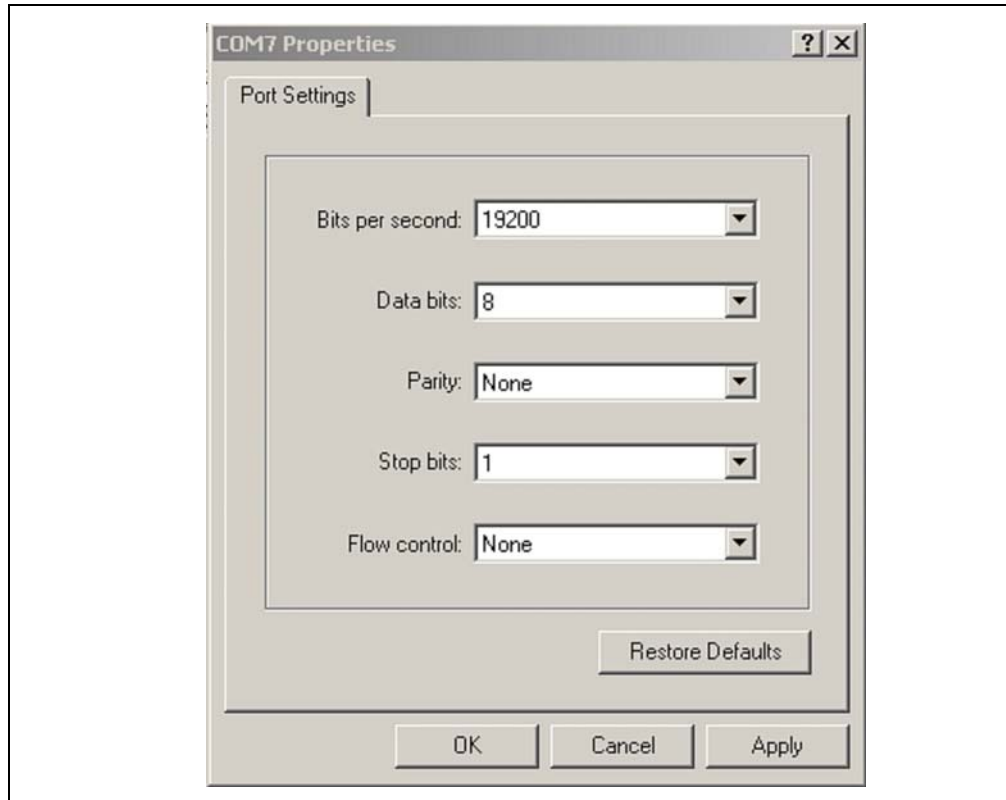 COM7 Properties
Port Settings
Bits per second: 19200
Data bits: 8
Parity: None
Stop bits: 1
Flow control: None
Restore Defaults
OK Cancel Apply